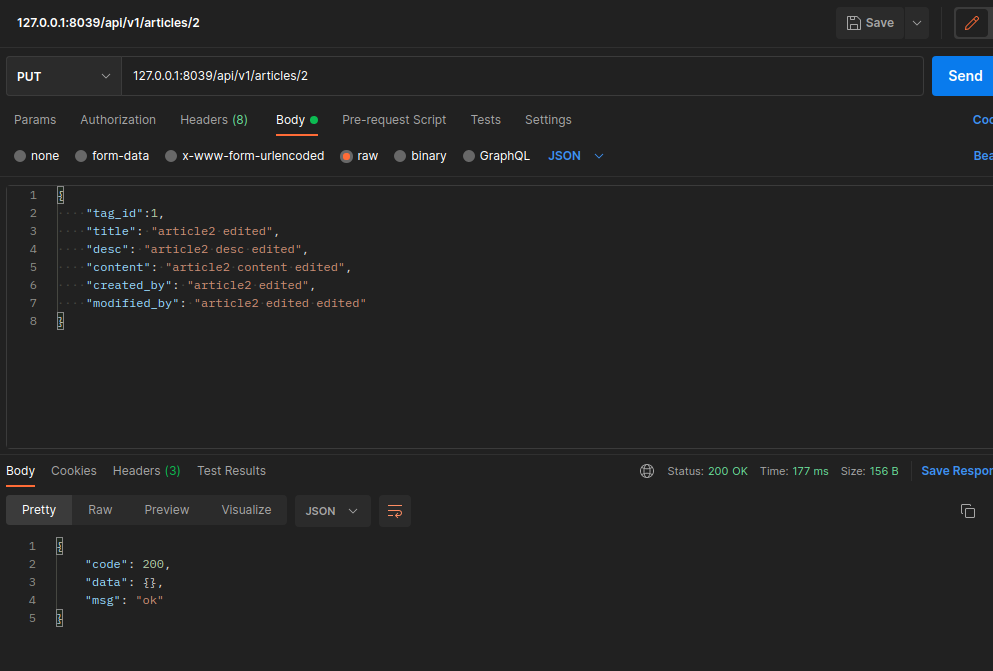 127.0.0.1:8039/api/v1/articles/2
Save
PUT
127.0.0.1:8039/api/v1/articles/2
Send
Params Authorization Headers (8) Body Pre-request Script Tests Settings Coo
none form-data x-www-form-urlencoded raw binary GraphQL JSON Bea
1 {
2 "tag_id":1,
3 "title": "article2 edited",
4 "desc": "article2 desc edited",
5 "content": "article2 content edited",
6 "created_by": "article2 edited",
7 "modified_by": "article2 edited edited"
8 }
Body Cookies Headers (3) Test Results Status: 200 OK Time: 177 ms Size: 156 B Save Respon
Pretty Raw Preview Visualize JSON
1 {
2 "code": 200,
3 "data": {},
4 "msg": "ok"
5 }